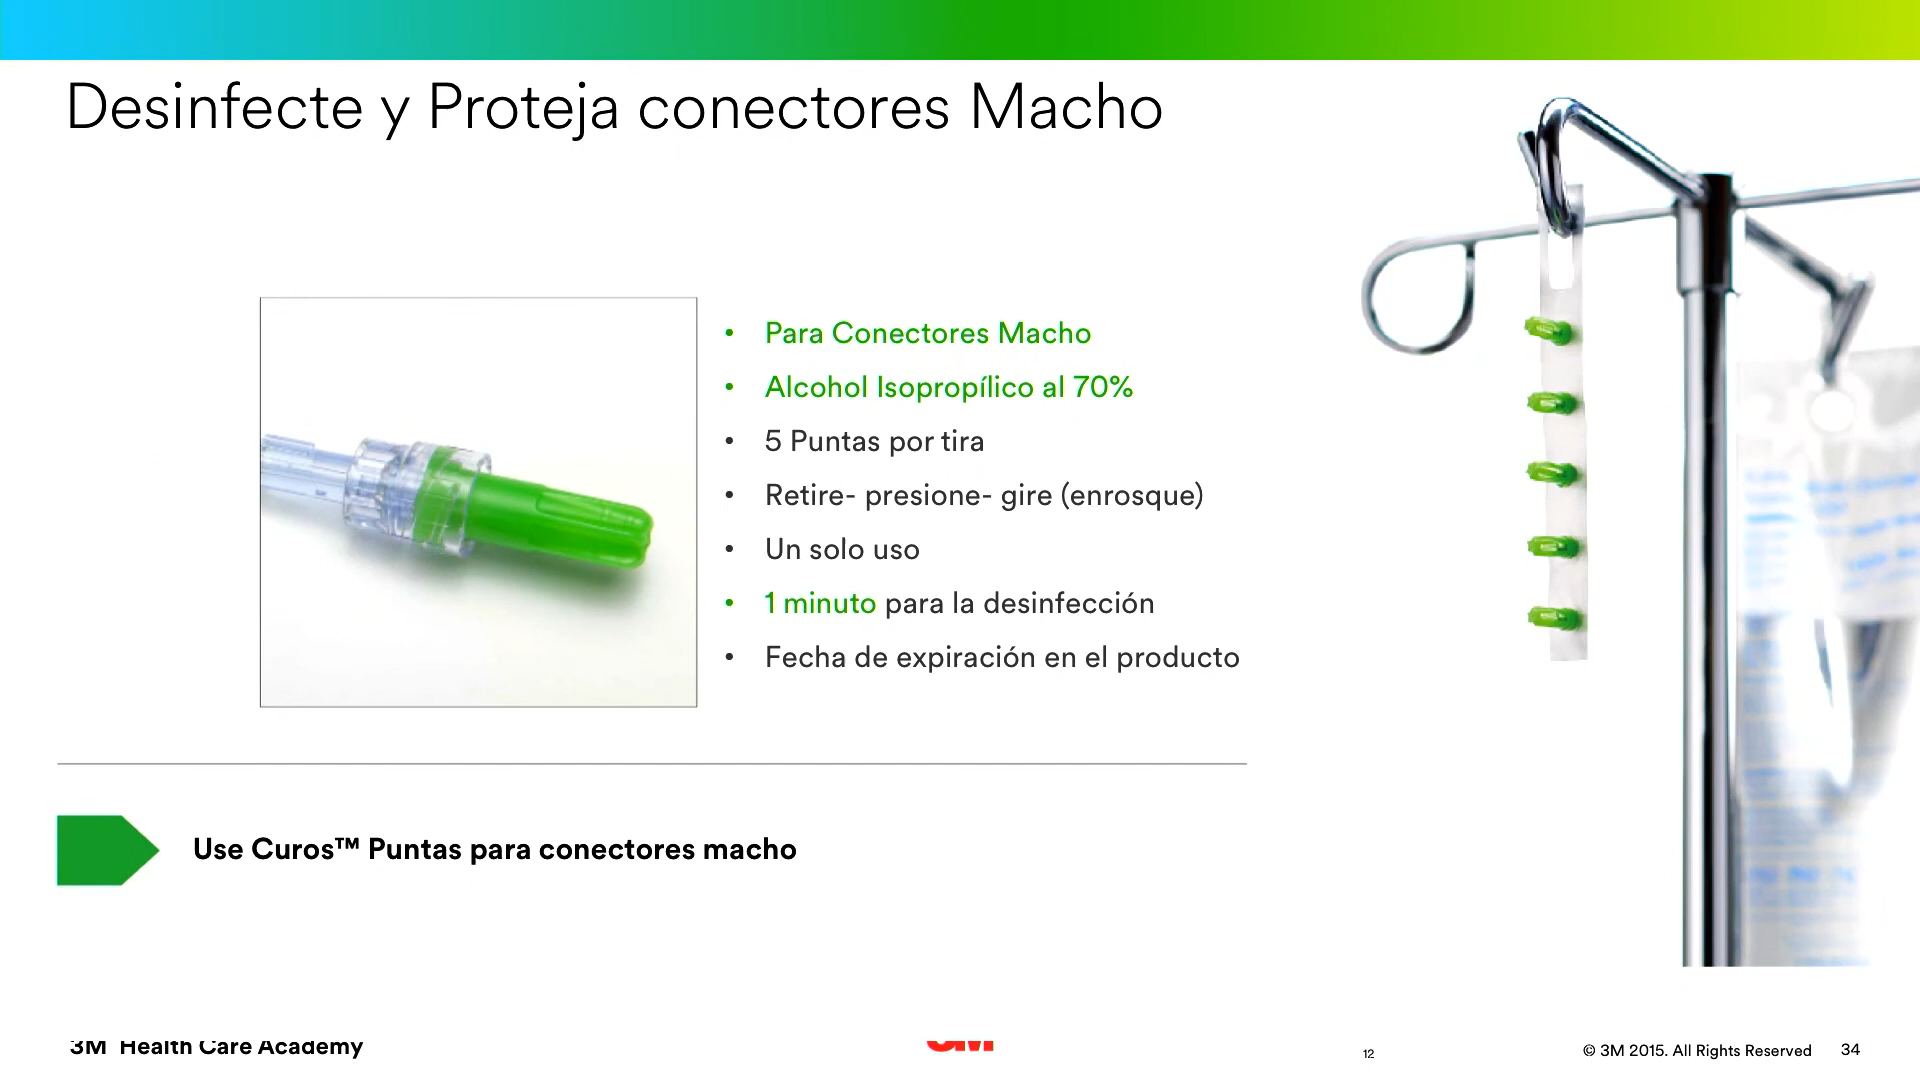 Desinfecte y Proteja conectores Macho
• Para Conectores Macho
• Alcohol Isopropílico al 70%
• 5 Puntas por tira
• Retire- presione- gire (enrosque)
• Un solo uso
• 1 minuto para la desinfección
• Fecha de expiración en el producto
Use Curos™ Puntas para conectores macho
3M Health Care Academy
3M
12
© 3M 2015. All Rights Reserved
34